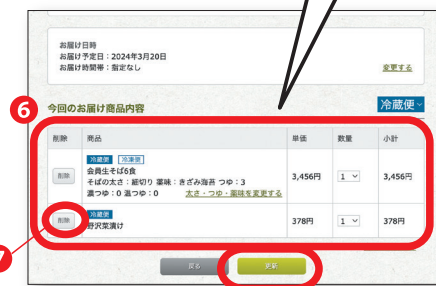 お届け日時
お届け予定日：2024年3月20日
お届け時間帯：指定なし
変更する
6 今回のお届け商品内容
冷蔵便
削除 商品 単価 数量 小計
冷蔵便 冷凍便
削除 会員生そば6食 3,456円 1 3,456円
そばの太さ：細切り 薬味：きざみ海苔 つゆ：3
濃つゆ：0 温つゆ：0 太さ・つゆ・薬味を変更する
冷蔵便
削除 野沢菜漬け 378円 1 378円
7
戻る 更新